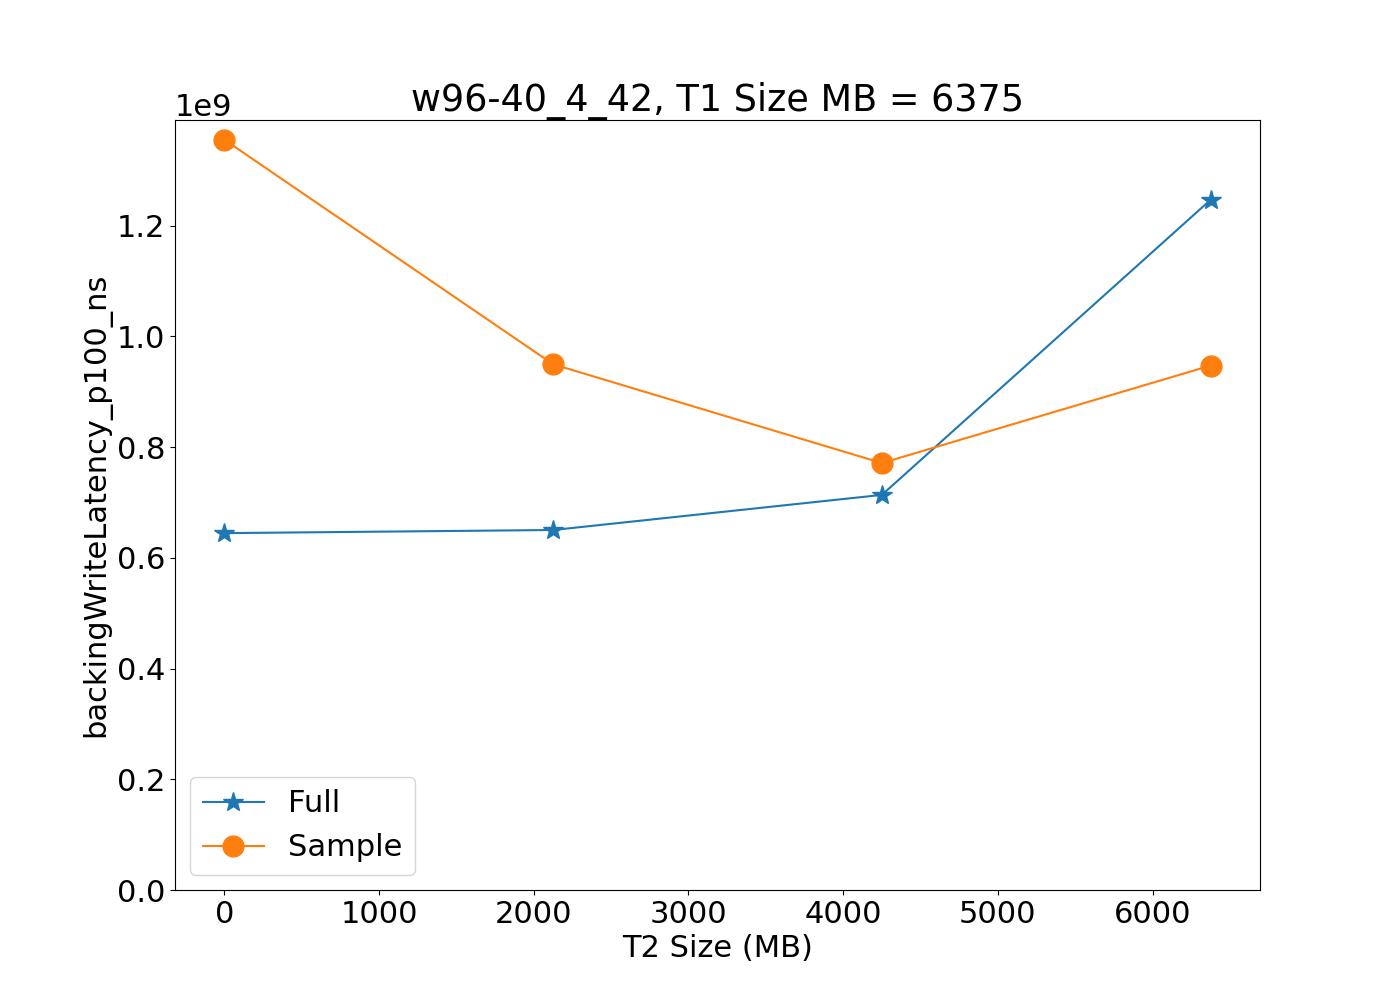 w96-40_4_42, T1 Size MB = 6375
1e9
backingWriteLatency_p100_ns
1.2
1.0
0.8
0.6
0.4
0.2
0.0
Full
Sample
0 1000 2000 3000 4000 5000 6000
T2 Size (MB)